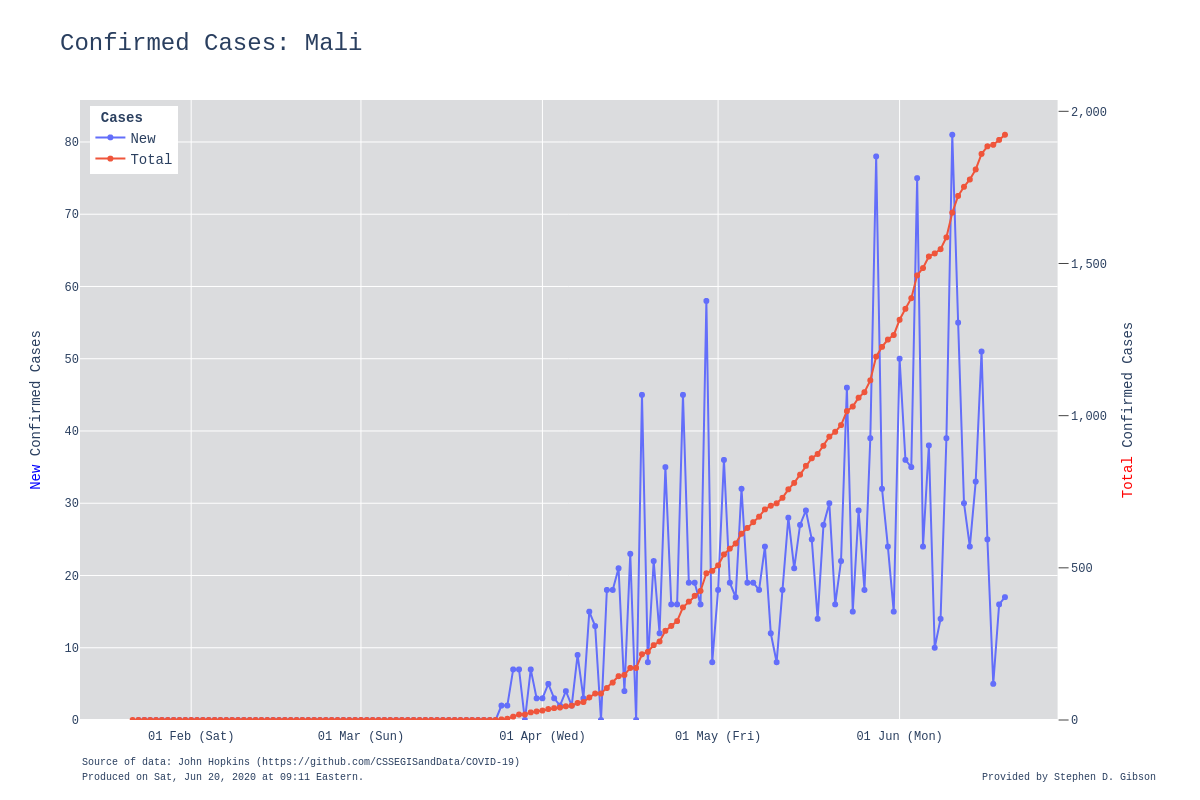 Confirmed Cases: Mali
Cases
New
Total
80
70
60
50
40
30
20
10
0
2,000
1,500
1,000
500
0
New Confirmed Cases
Total Confirmed Cases
01 Feb (Sat)
01 Mar (Sun)
01 Apr (Wed)
01 May (Fri)
01 Jun (Mon)
Source of data: John Hopkins (https://github.com/CSSEGISandData/COVID-19)
Produced on Sat, Jun 20, 2020 at 09:11 Eastern.
Provided by Stephen D. Gibson